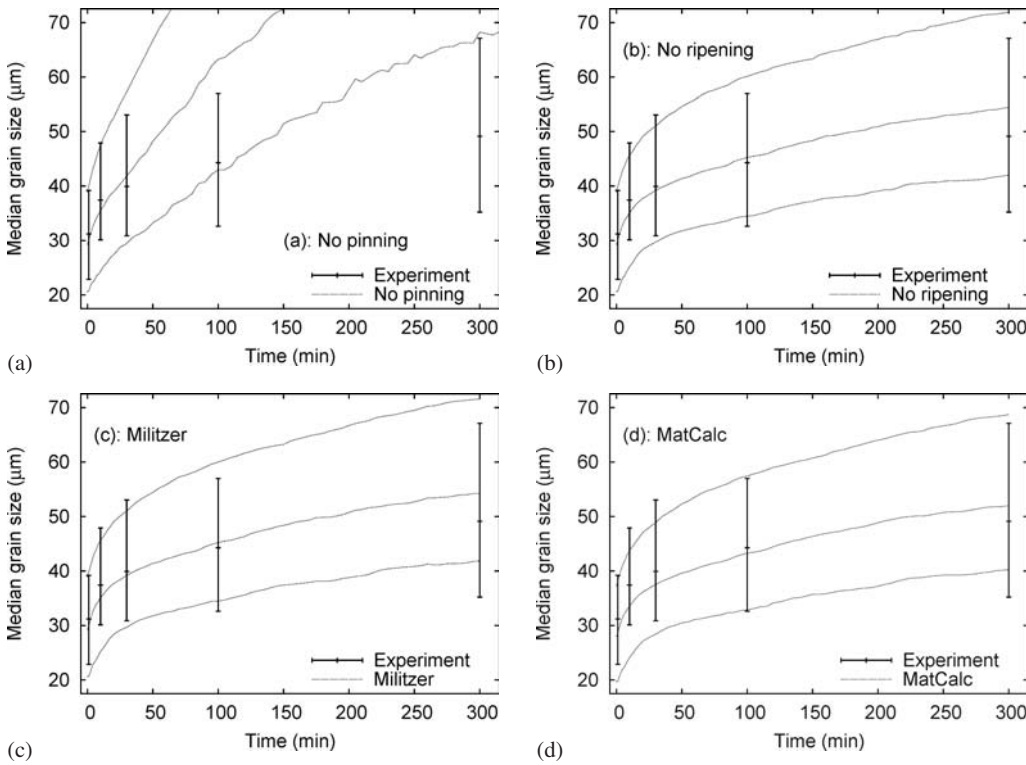 Median grain size (μm)
70
60
50
40
30
20
(a): No pinning
Experiment
No pinning
0 50 100 150 200 250 300
Time (min)
(a)
Median grain size (μm)
70
60
50
40
30
20
(b): No ripening
Experiment
No ripening
0 50 100 150 200 250 300
Time (min)
(b)
Median grain size (μm)
70
60
50
40
30
20
(c): Militzer
Experiment
Militzer
0 50 100 150 200 250 300
Time (min)
(c)
Median grain size (μm)
70
60
50
40
30
20
(d): MatCalc
Experiment
MatCalc
0 50 100 150 200 250 300
Time (min)
(d)